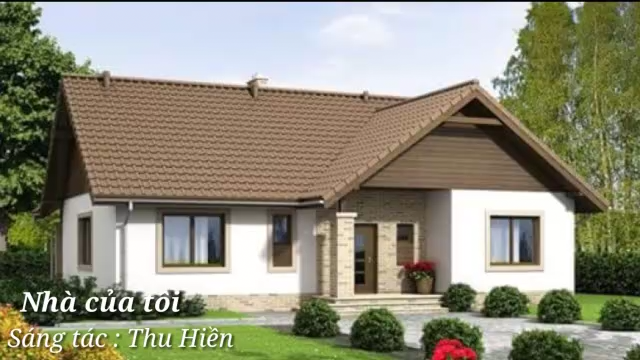 Nhà của tôi
Sáng tác : Thu Hiền